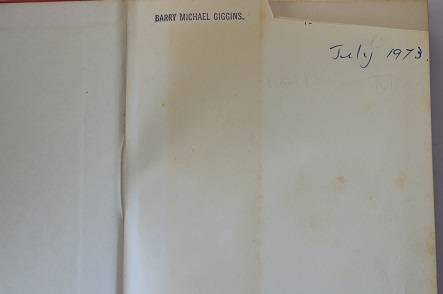 BARRY MICHAEL GIGGINS.
July 1973.